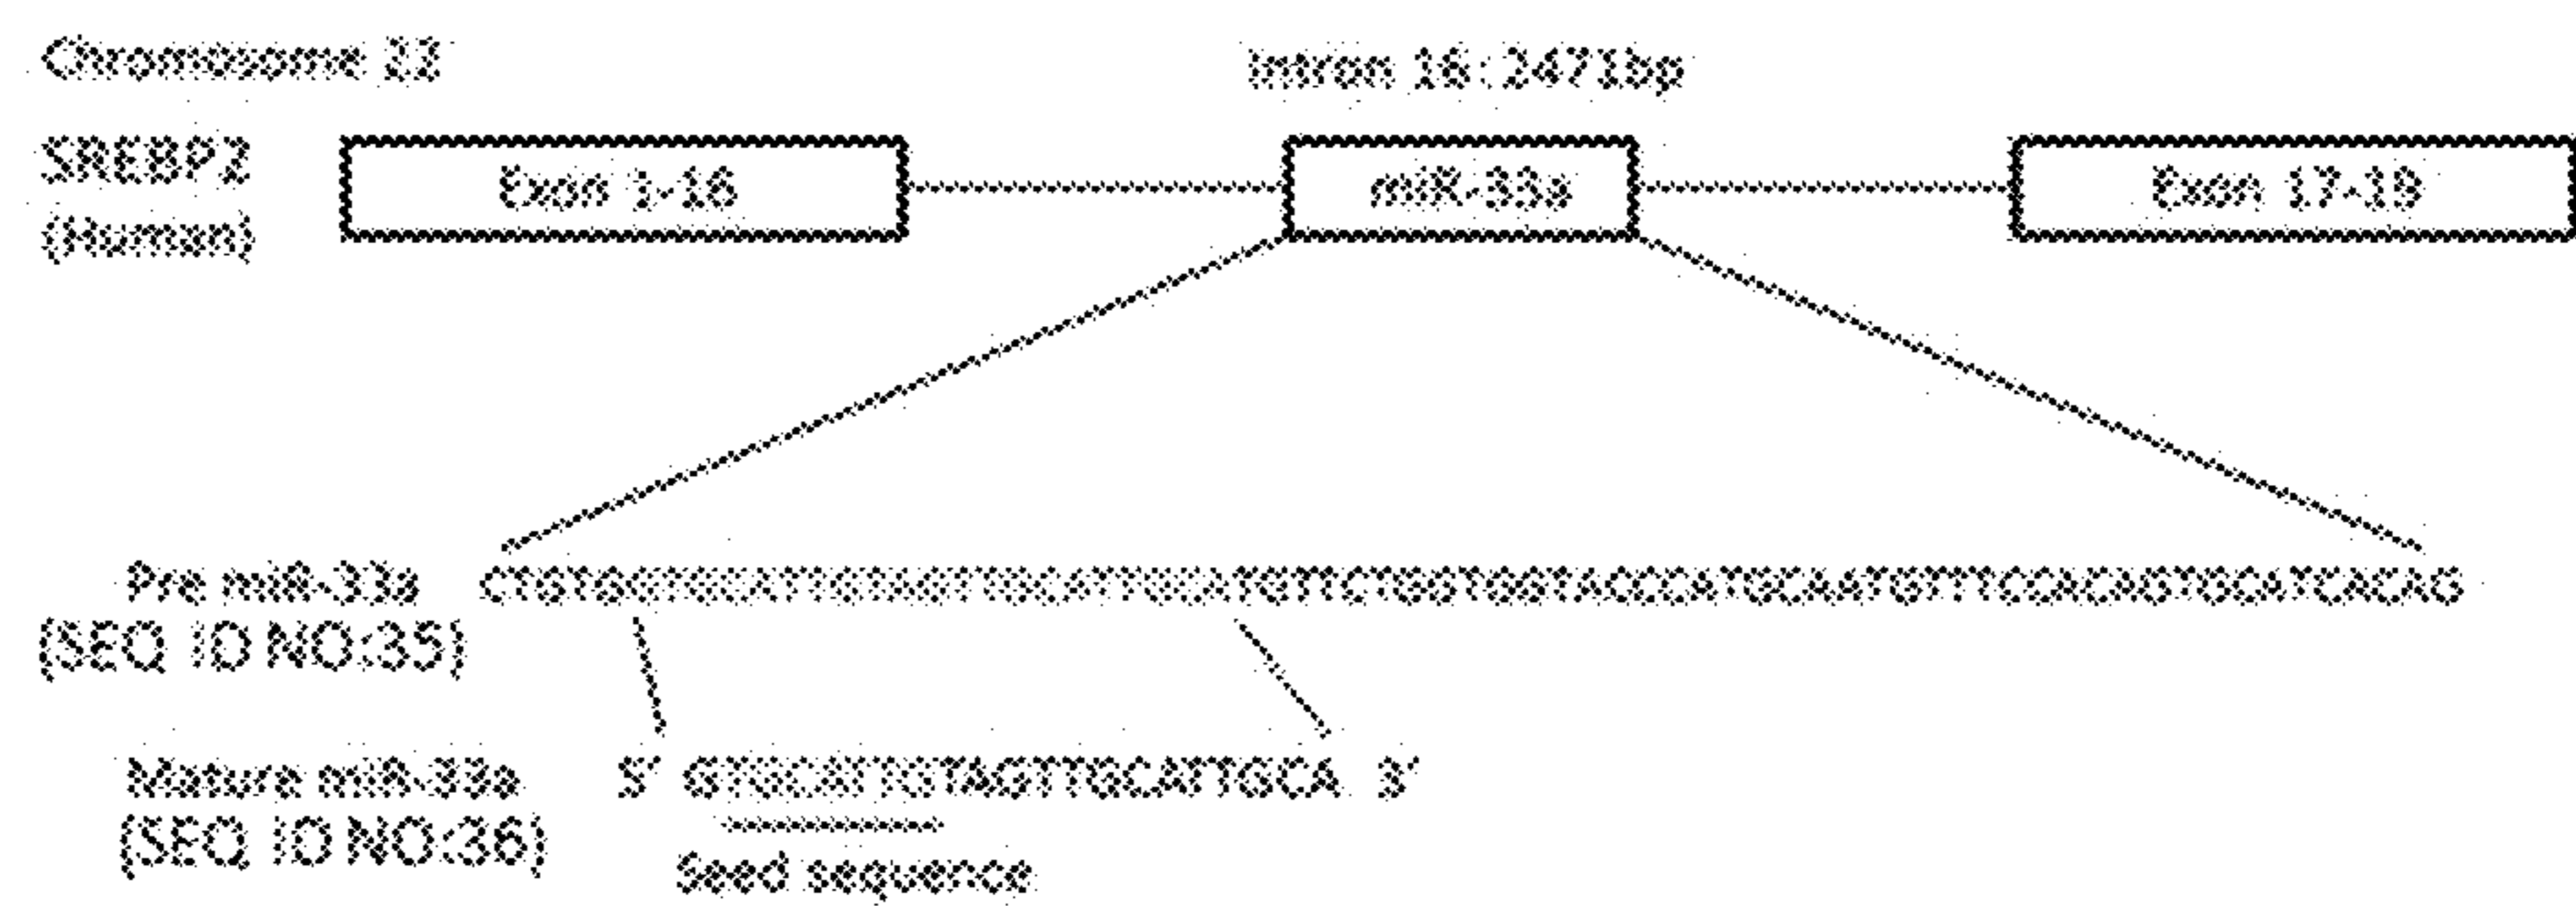 Chromosome 22
Intron 16: 2471bp
SREBP2
(Human)
Exon 1-16
miR-33a
Exon 17-19
Pre miR-33a
(SEQ ID NO:35)
CTGTGGTGCATTGTAGTTGCATTGCATGTTCTGGTGGTACCCATGCAATGTTTCCACAGTGCATCACAG
Mature miR-33a
(SEQ ID NO:36)
5' GTGCATTGTAGTTGCATTGCA 3'
Seed sequence